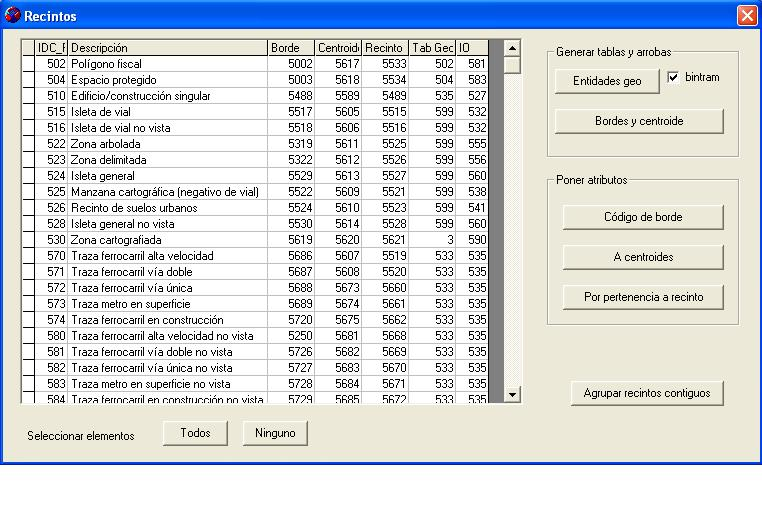 Recintos
IDC_F Descripción Borde Centroide Recinto Tab Geo IO
502 Polígono fiscal 5002 5617 5533 502 581
504 Espacio protegido 5003 5618 5534 504 583
510 Edificio/construcción singular 5488 5589 5489 535 527
515 Isleta de vial 5517 5605 5515 599 532
516 Isleta de vial no vista 5518 5606 5516 599 532
522 Zona arbolada 5319 5611 5525 599 555
523 Zona delimitada 5322 5612 5526 599 556
524 Isleta general 5529 5613 5527 599 560
525 Manzana cartográfica (negativo de vial) 5522 5609 5521 599 538
526 Recinto de suelos urbanos 5524 5610 5523 599 541
528 Isleta general no vista 5530 5614 5528 599 560
530 Zona cartografiada 5619 5620 5621 3 590
570 Traza ferrocarril alta velocidad 5686 5607 5519 533 535
571 Traza ferrocarril vía doble 5687 5608 5520 533 535
572 Traza ferrocarril vía única 5688 5673 5660 533 535
573 Traza metro en superficie 5689 5674 5661 533 535
574 Traza ferrocarril en construcción 5720 5675 5662 533 535
580 Traza ferrocarril alta velocidad no vista 5250 5681 5668 533 535
581 Traza ferrocarril vía doble no vista 5726 5682 5669 533 535
582 Traza ferrocarril vía única no vista 5727 5683 5670 533 535
583 Traza metro en superficie no vista 5728 5684 5671 533 535
584 Traza ferrocarril en construcción no vista 5729 5685 5672 533 535
Generar tablas y arrobas
Entidades geo bintram
Bordes y centroide
Poner atributos
Código de borde
A centroides
Por pertenencia a recinto
Agrupar recintos contiguos
Seleccionar elementos Todos Ninguno